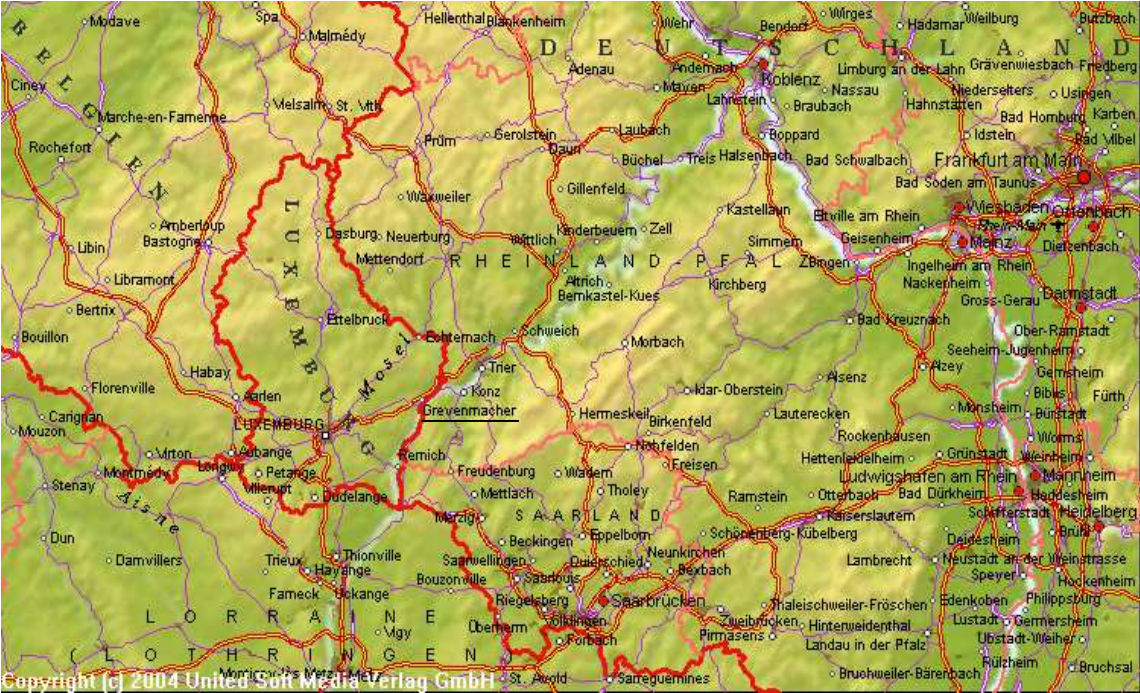 Modave
Spa
Hellenthal
Blankenheim
Wehr
Bendorf
Wirges
Hadamar
Weilburg
Butzbach
Malmédy
DEUTSCHLAND
BELGIEN
Adenau
Andernach
Koblenz
Limburg an der Lahn
Grävenwiesbach
Friedberg
Ciney
Mayen
Nassau
Niederselters
Usingen
Vielsalm
St. Vith
Lahnstein
Braubach
Hahnstätten
Bad Homburg
Karben
Marche-en-Famenne
Prüm
Gerolstein
Laubach
Boppard
Idstein
Bad Vilbel
Rochefort
Daun
Büchel
Treis
Halsenbach
Bad Schwalbach
Frankfurt am Main
Waxweiler
Gillenfeld
Bad Soden am Taunus
LUXEMBURG
Kastellaun
Eltville am Rhein
Wiesbaden
Offenbach
Amberloup
Bastogne
Dasburg
Neuerburg
Wittlich
Kinderbeuern
Zell
Simmern
Geisenheim
Rhein-Main
Mainz
Dietzenbach
Libin
Mettendorf
RHEINLAND-PFALZ
Bingen
Ingelheim am Rhein
Libramont
Altrich
Bernkastel-Kues
Kirchberg
Nackenheim
Gross-Gerau
Darmstadt
Bertrix
Ettelbruck
Bad Kreuznach
Bouillon
Echternach
Schweich
Morbach
Ober-Ramstadt
Mosel
Seeheim-Jugenheim
Habay
Trier
Alzey
Gernsheim
Florenville
Konz
Idar-Oberstein
Alsenz
Biblis
Fürth
Aarlen
Carignan
Grevenmacher
Hermeskeil
Lauterecken
Monsheim
Bürstadt
Mouzon
LUXEMBURG
Birkenfeld
Rockenhausen
Worms
Virton
Aubange
Nohfelden
Hettenleidelheim
Grünstadt
Weinheim
Montmédy
Longwy
Petange
Remich
Freudenburg
Wadern
Freisen
Ludwigshafen am Rhein
Mannheim
Stenay
Villerupt
Dudelange
Mettlach
Tholey
Ramstein
Otterbach
Bad Dürkheim
Heddesheim
Aisne
Merzig
SAARLAND
Kaiserslautern
Schifferstadt
Heidelberg
Dun
Beckingen
Eppelborn
Schönenberg-Kübelberg
Deidesheim
Brühl
Damvillers
Trieux
Thionville
Hayange
Saarwellingen
Quierschied
Neunkirchen
Bexbach
Lambrecht
Neustadt an der Weinstrasse
Speyer
Hockenheim
Bouzonville
Saarlouis
Fameck
Uckange
Riegelsberg
Saarbrücken
Thaleischweiler-Fröschen
Edenkoben
Philippsburg
LORRAINE
Völklingen
Zweibrücken
Hinterweidenthal
Lustadt
Germersheim
Vigy
Überherrn
Forbach
Pirmasens
Landau in der Pfalz
Ubstadt-Weiher
(LOTHRINGEN)
Rülzheim
Bruchsal
Montigny-lès-Metz
Metz
St. Avold
Sarreguemines
Bruchweiler-Bärenbach
Copyright (c) 2004 United Soft Media Verlag GmbH